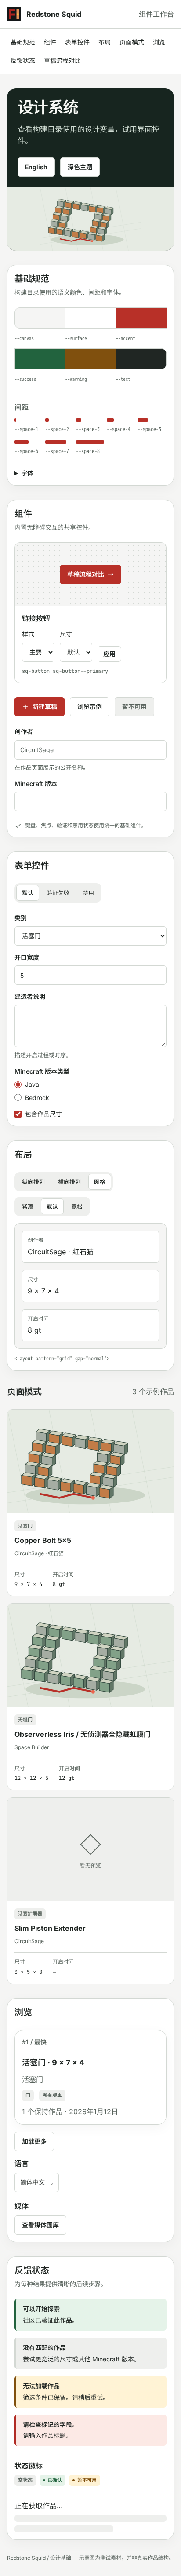 Redstone Squid
组件工作台
基础规范 组件 表单控件 布局 页面模式 浏览
反馈状态 草稿流程对比
设计系统
查看构建目录使用的设计变量，试用界面控件。
English 深色主题
基础规范
构建目录使用的语义颜色、间距和字体。
--canvas --surface --accent
--success --warning --text
间距
--space-1 --space-2 --space-3 --space-4 --space-5
--space-6 --space-7 --space-8
字体
组件
内置无障碍交互的共享控件。
草稿流程对比 →
链接按钮
样式 尺寸
主要 默认 应用
sq-button sq-button--primary
＋ 新建草稿 浏览示例 暂不可用
创作者
CircuitSage
在作品页面展示的公开名称。
Minecraft 版本
键盘、焦点、验证和禁用状态使用统一的基础组件。
表单控件
默认 验证失败 禁用
类别
活塞门
开口宽度
5
建造者说明
描述开启过程或时序。
Minecraft 版本类型
Java
Bedrock
包含作品尺寸
布局
纵向排列 横向排列 网格
紧凑 默认 宽松
创作者
CircuitSage · 红石猫
尺寸
9 × 7 × 4
开启时间
8 gt
<Layout pattern="grid" gap="normal">
页面模式
3 个示例作品
活塞门
Copper Bolt 5×5
CircuitSage · 红石猫
尺寸 开启时间
9 × 7 × 4 8 gt
无缝门
Observerless Iris / 无侦测器全隐藏虹膜门
Space Builder
尺寸 开启时间
12 × 12 × 5 12 gt
暂无预览
活塞扩展器
Slim Piston Extender
CircuitSage
尺寸 开启时间
3 × 5 × 8 —
浏览
#1 / 最快
活塞门 · 9 × 7 × 4
活塞门
门 所有版本
1 个保持作品 · 2026年1月12日
加载更多
语言
简体中文
媒体
查看媒体图库
反馈状态
为每种结果提供清晰的后续步骤。
可以开始探索
社区已验证此作品。
没有匹配的作品
尝试更宽泛的尺寸或其他 Minecraft 版本。
无法加载作品
筛选条件已保留。请稍后重试。
请检查标记的字段。
请输入作品标题。
状态徽标
空状态 已确认 暂不可用
正在获取作品…
Redstone Squid / 设计基础
示意图为测试素材，并非真实作品结构。